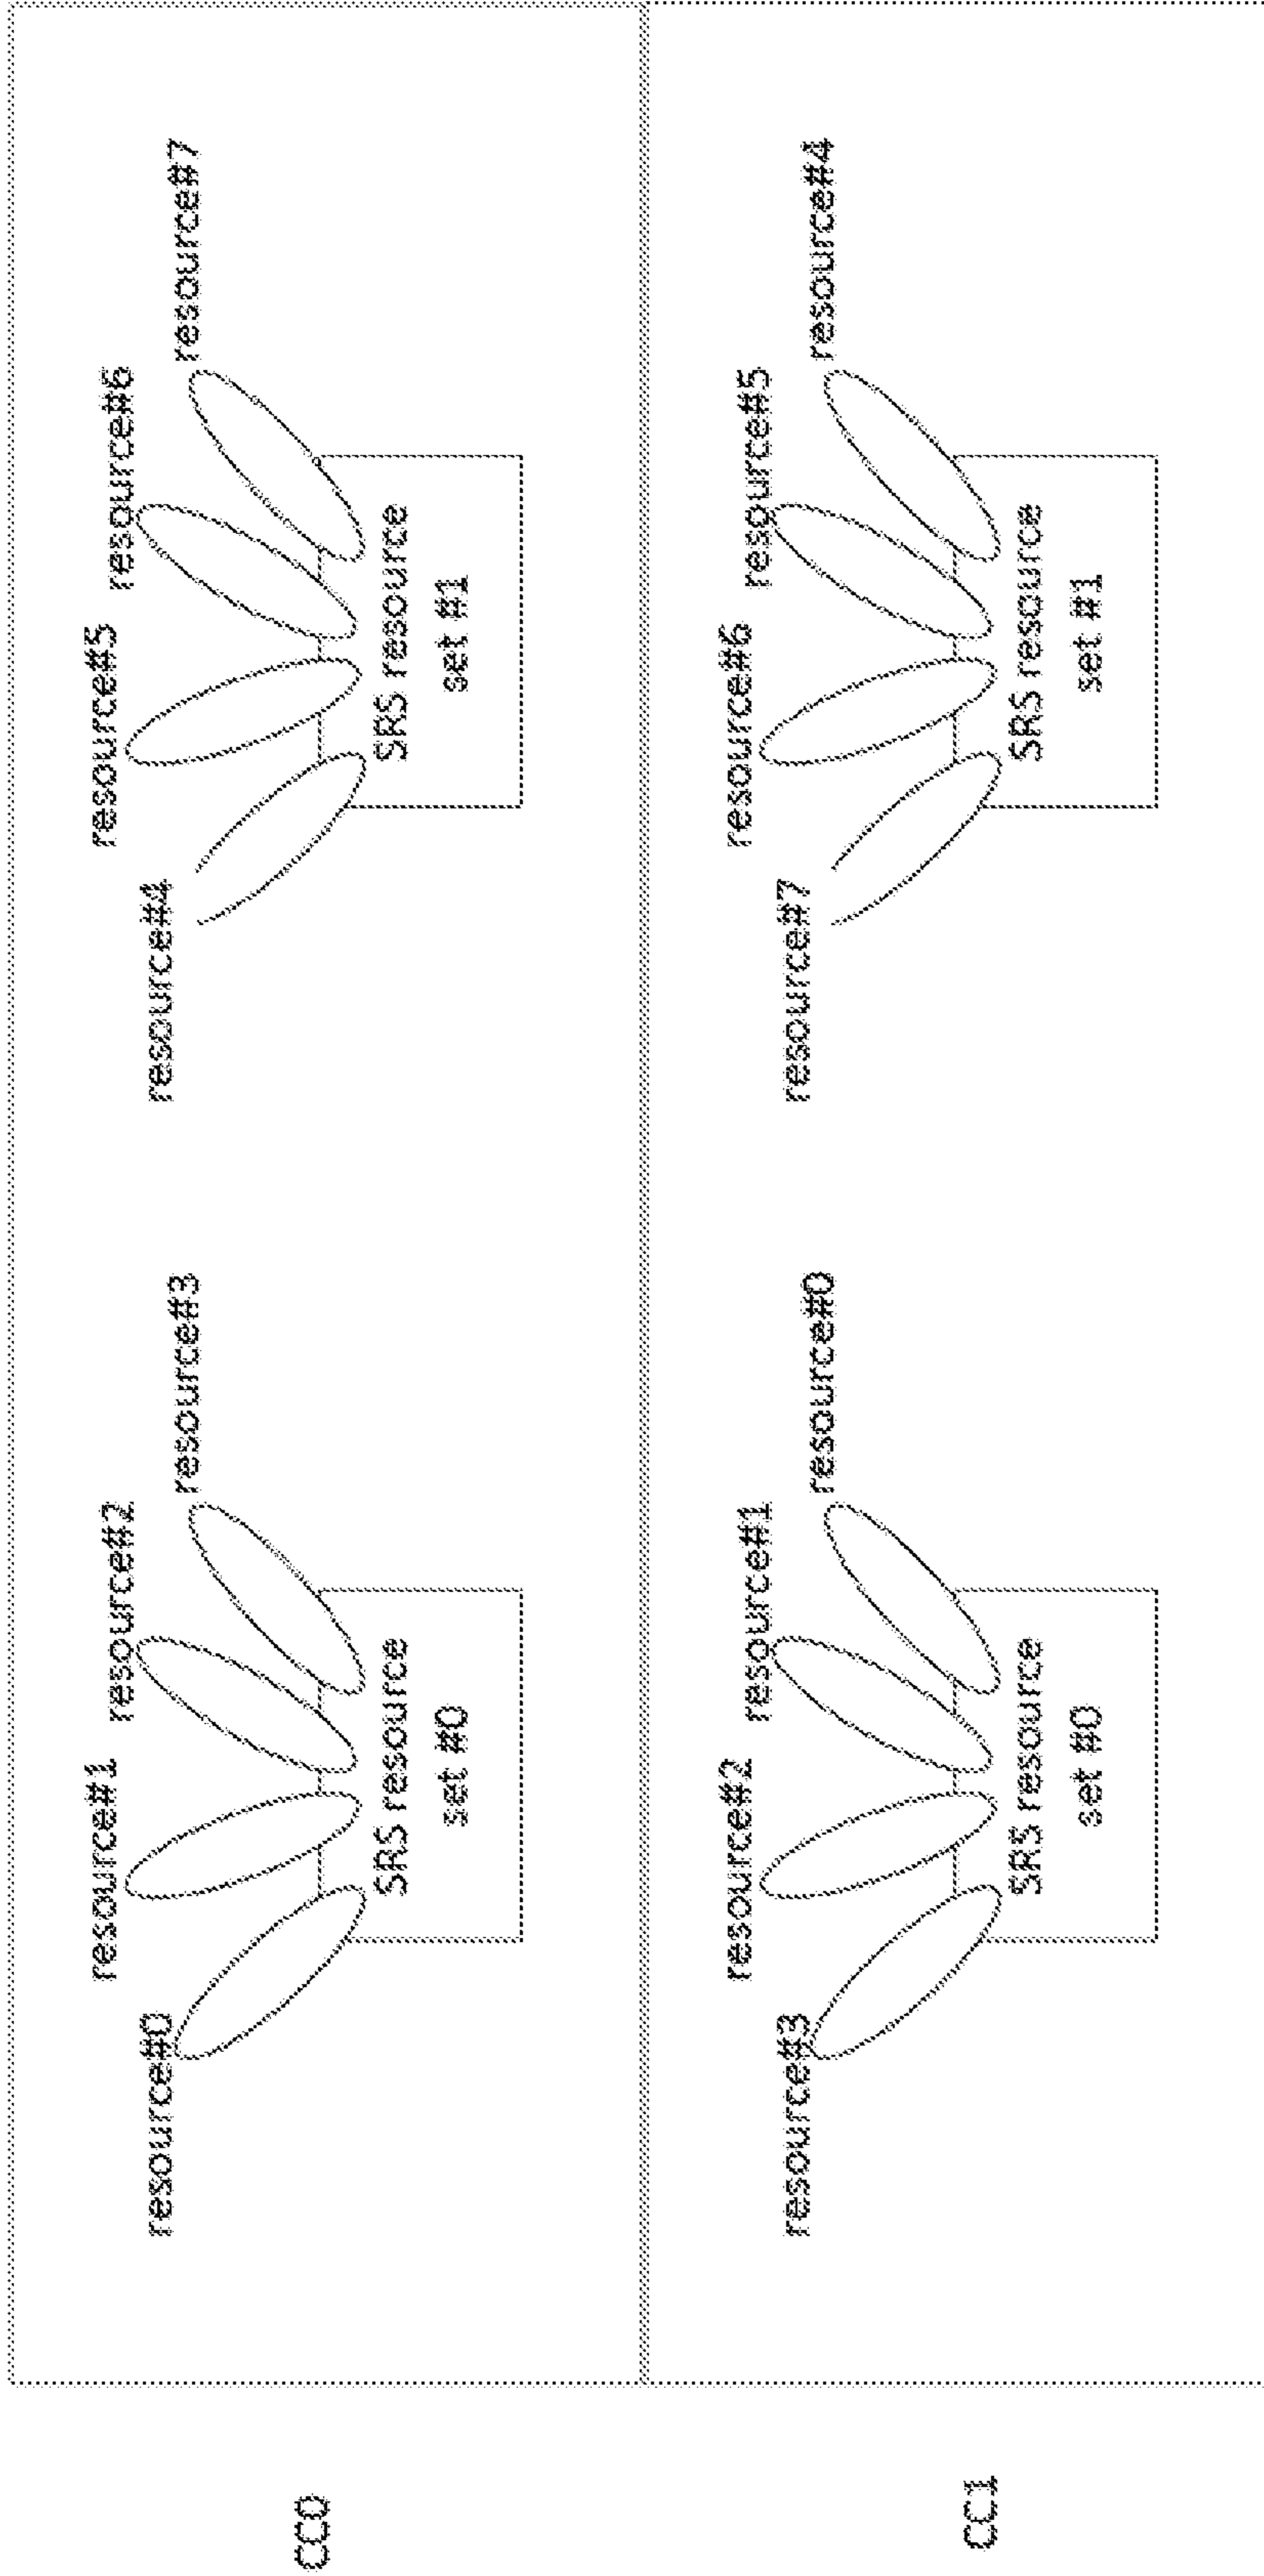 CC0
resource#0
resource#1
resource#2
resource#3
SRS resource
set #0
resource#4
resource#5
resource#6
resource#7
SRS resource
set #1
CC1
resource#3
resource#2
resource#1
resource#0
SRS resource
set #0
resource#7
resource#6
resource#5
resource#4
SRS resource
set #1